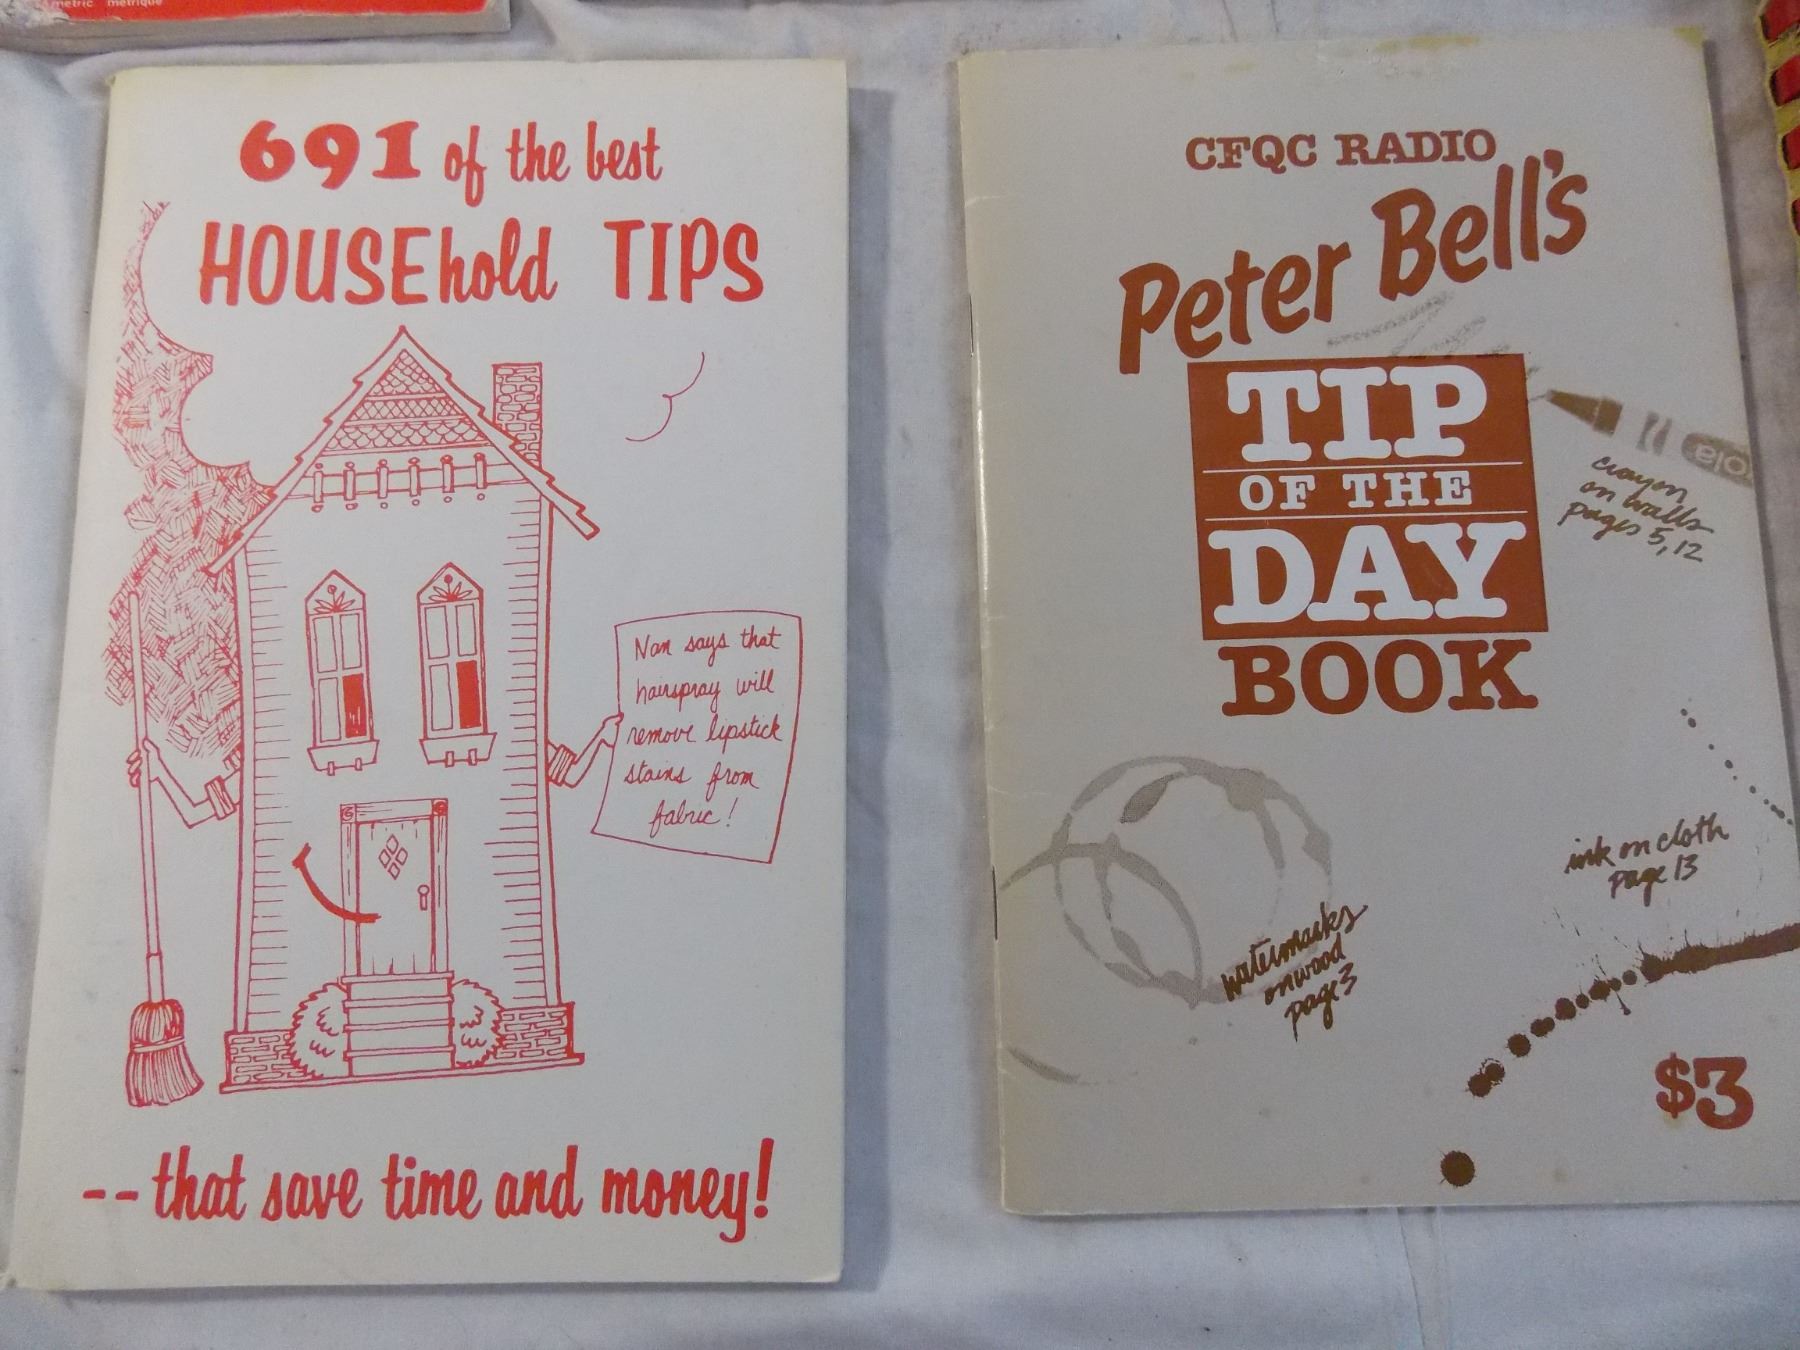 metric métrique
691 of the best
HOUSEhold TIPS
Nan says that
hairspray will
remove lipstick
stains from
fabric!
-- that save time and money!
CFQC RADIO
Peter Bell's
TIP
OF THE
DAY
BOOK
ola
crayon
on walls
pages 5, 12
ink on cloth
page 13
watermarks
on wood
page 3
$3